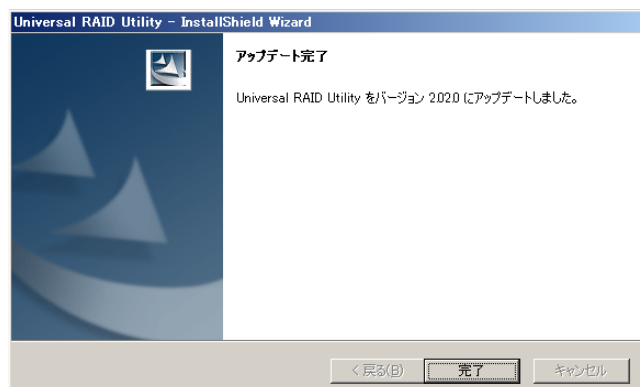 Universal RAID Utility - InstallShield Wizard
アップデート完了
Universal RAID Utility をバージョン 2.02.0 にアップデートしました。
< 戻る(B)
完了
キャンセル